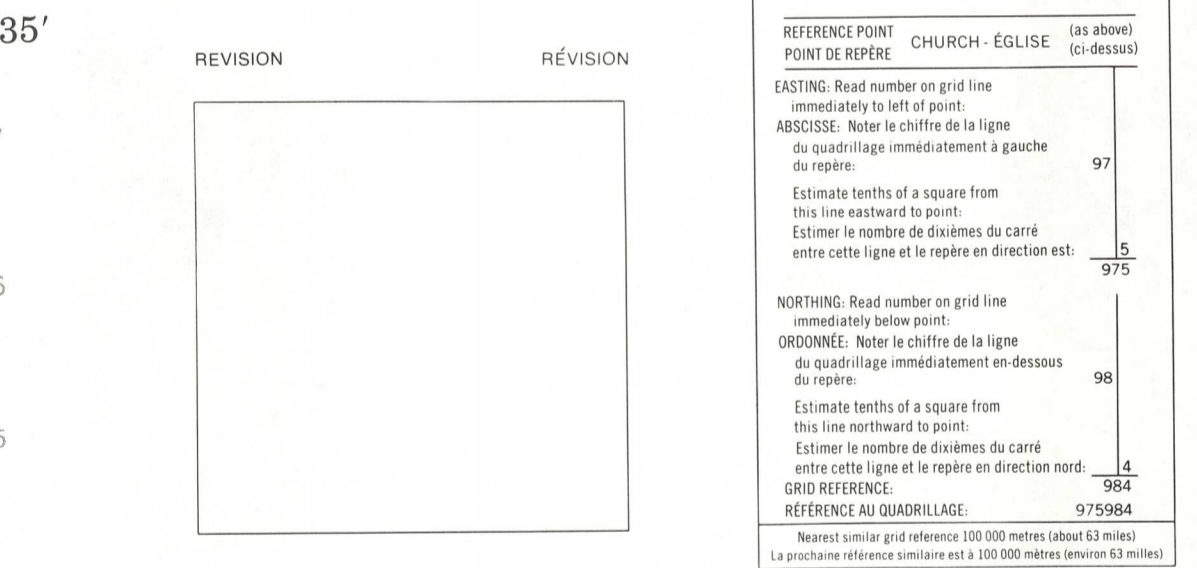 35′
REVISION RÉVISION
REFERENCE POINT CHURCH - ÉGLISE (as above)
POINT DE REPÈRE (ci-dessus)
EASTING: Read number on grid line
immediately to left of point:
ABSCISSE: Noter le chiffre de la ligne
du quadrillage immédiatement à gauche
du repère: 97
Estimate tenths of a square from
this line eastward to point:
Estimer le nombre de dixièmes du carré
entre cette ligne et le repère en direction est: 5
975
NORTHING: Read number on grid line
immediately below point:
ORDONNÉE: Noter le chiffre de la ligne
du quadrillage immédiatement en-dessous
du repère: 98
Estimate tenths of a square from
this line northward to point:
Estimer le nombre de dixièmes du carré
entre cette ligne et le repère en direction nord: 4
GRID REFERENCE: 984
RÉFÉRENCE AU QUADRILLAGE: 975984
Nearest similar grid reference 100 000 metres (about 63 miles)
La prochaine référence similaire est à 100 000 mètres (environ 63 milles)